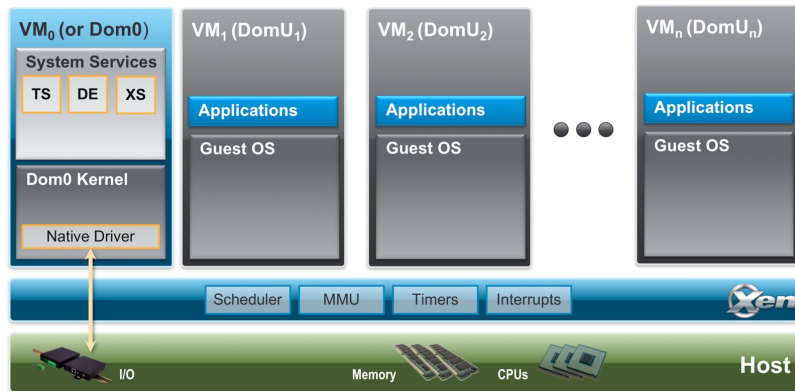 VM0 (or Dom0)
System Services
TS DE XS
Dom0 Kernel
Native Driver
VM1 (DomU1)
Applications
Guest OS
VM2 (DomU2)
Applications
Guest OS
VMn (DomUn)
Applications
Guest OS
Scheduler MMU Timers Interrupts
Xen
I/O Memory CPUs Host